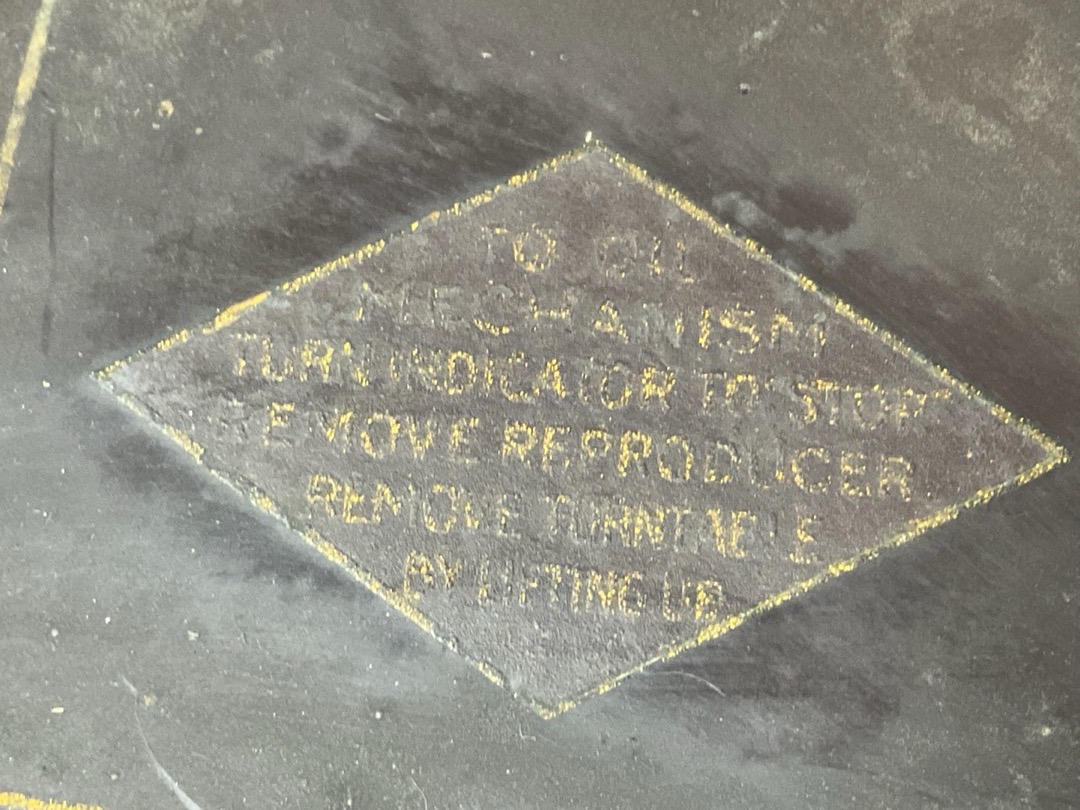 TO OIL
MECHANISM
TURN INDICATOR TO "STOP"
REMOVE REPRODUCER
REMOVE TURNTABLE
BY LIFTING UP